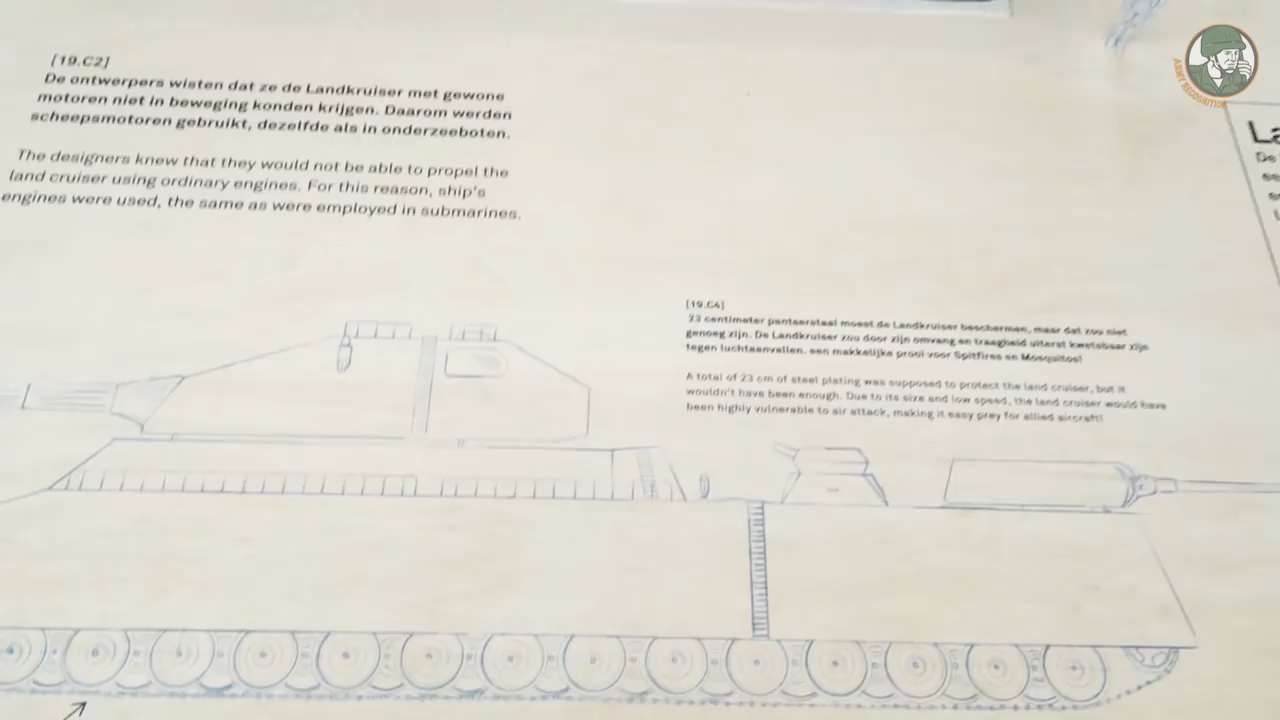 [19.C2]
De ontwerpers wisten dat ze de Landkruiser met gewone
motoren niet in beweging konden krijgen. Daarom werden
scheepsmotoren gebruikt, dezelfde als in onderzeeboten.
The designers knew that they would not be able to propel the
land cruiser using ordinary engines. For this reason, ship's
engines were used, the same as were employed in submarines.
[19.C4]
23 centimeter pantserstaal moest de Landkruiser beschermen, maar dat zou niet
genoeg zijn. De Landkruiser zou door zijn omvang en traagheid uiterst kwetsbaar zijn
tegen luchtaanvallen. een makkelijke prooi voor Spitfires en Mosquitos!
A total of 23 cm of steel plating was supposed to protect the land cruiser, but it
wouldn't have been enough. Due to its size and low speed, the land cruiser would have
been highly vulnerable to air attack, making it easy prey for allied aircraft!
La
De
ARMY RECOGNITION